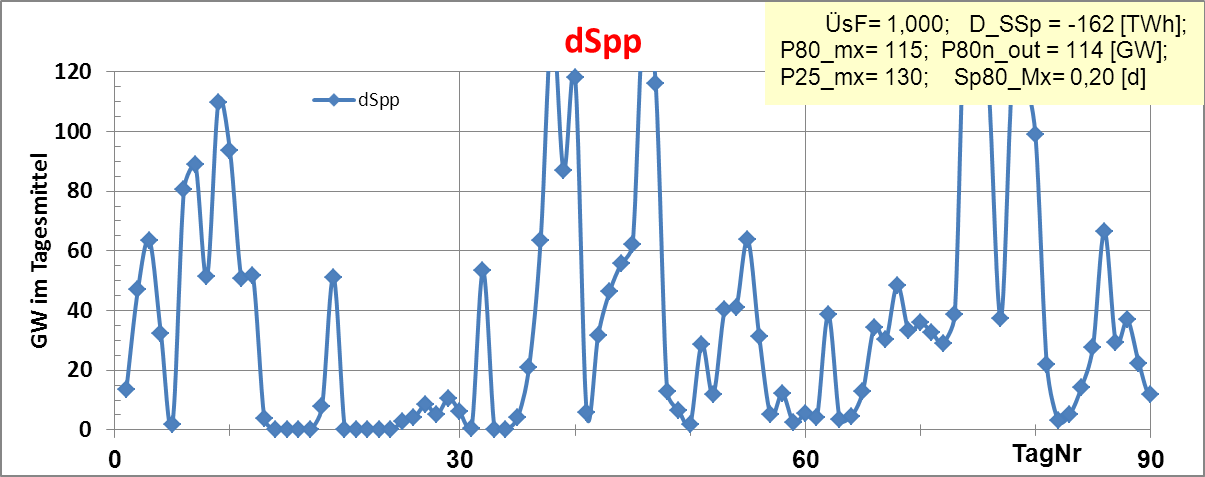 ÜsF= 1,000; D_SSp = -162 [TWh];
P80_mx= 115; P80n_out = 114 [GW];
P25_mx= 130; Sp80_Mx= 0,20 [d]
dSpp
dSpp
GW im Tagesmittel
120
100
80
60
40
20
0
0 30 60 90
TagNr